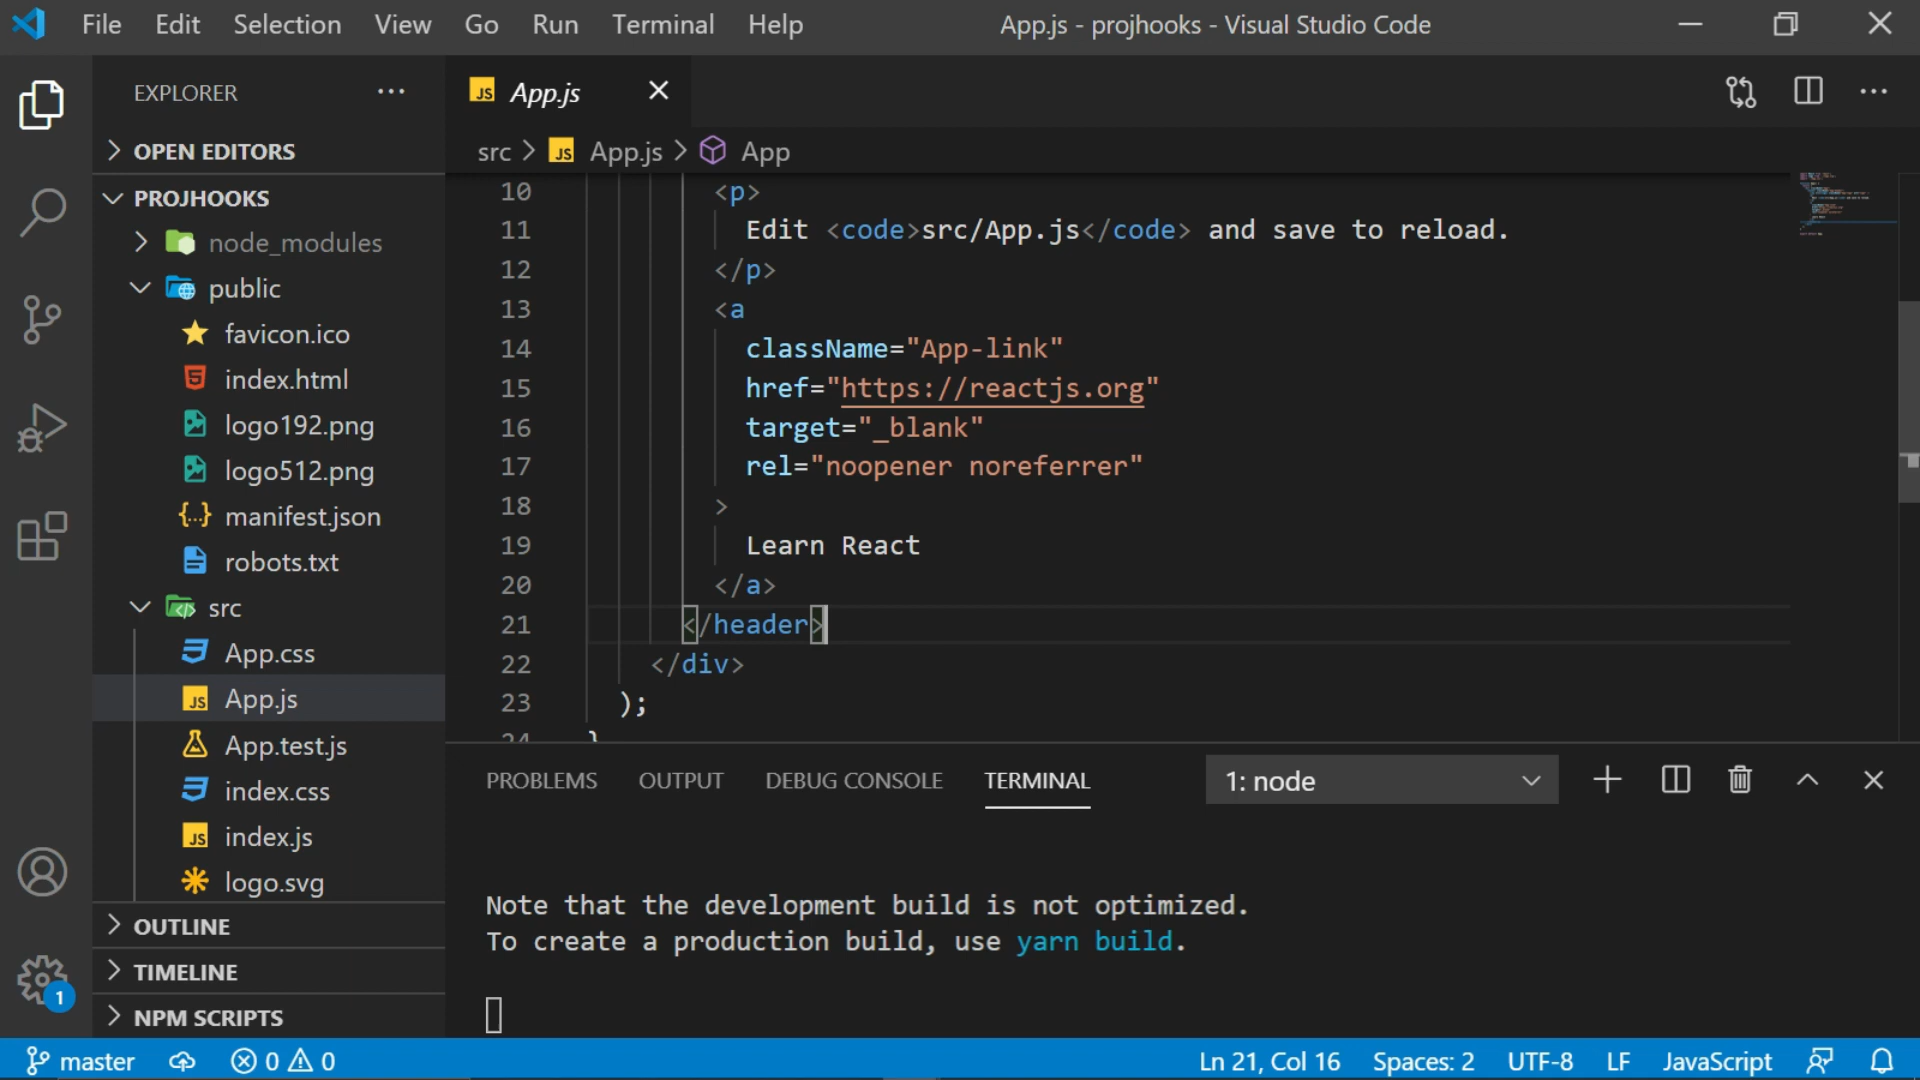 File Edit Selection View Go Run Terminal Help
App.js - projhooks - Visual Studio Code
EXPLORER
OPEN EDITORS
PROJHOOKS
node_modules
public
favicon.ico
index.html
logo192.png
logo512.png
manifest.json
robots.txt
src
App.css
JS App.js
App.test.js
index.css
JS index.js
logo.svg
OUTLINE
TIMELINE
NPM SCRIPTS
JS App.js
src > JS App.js > App
10 <p>
11 Edit <code>src/App.js</code> and save to reload.
12 </p>
13 <a
14 className="App-link"
15 href="https://reactjs.org"
16 target="_blank"
17 rel="noopener noreferrer"
18 >
19 Learn React
20 </a>
21 </header>
22 </div>
23 );
24 }
PROBLEMS OUTPUT DEBUG CONSOLE TERMINAL 1: node
Note that the development build is not optimized.
To create a production build, use yarn build.
1
master 0 0 Ln 21, Col 16 Spaces: 2 UTF-8 LF JavaScript